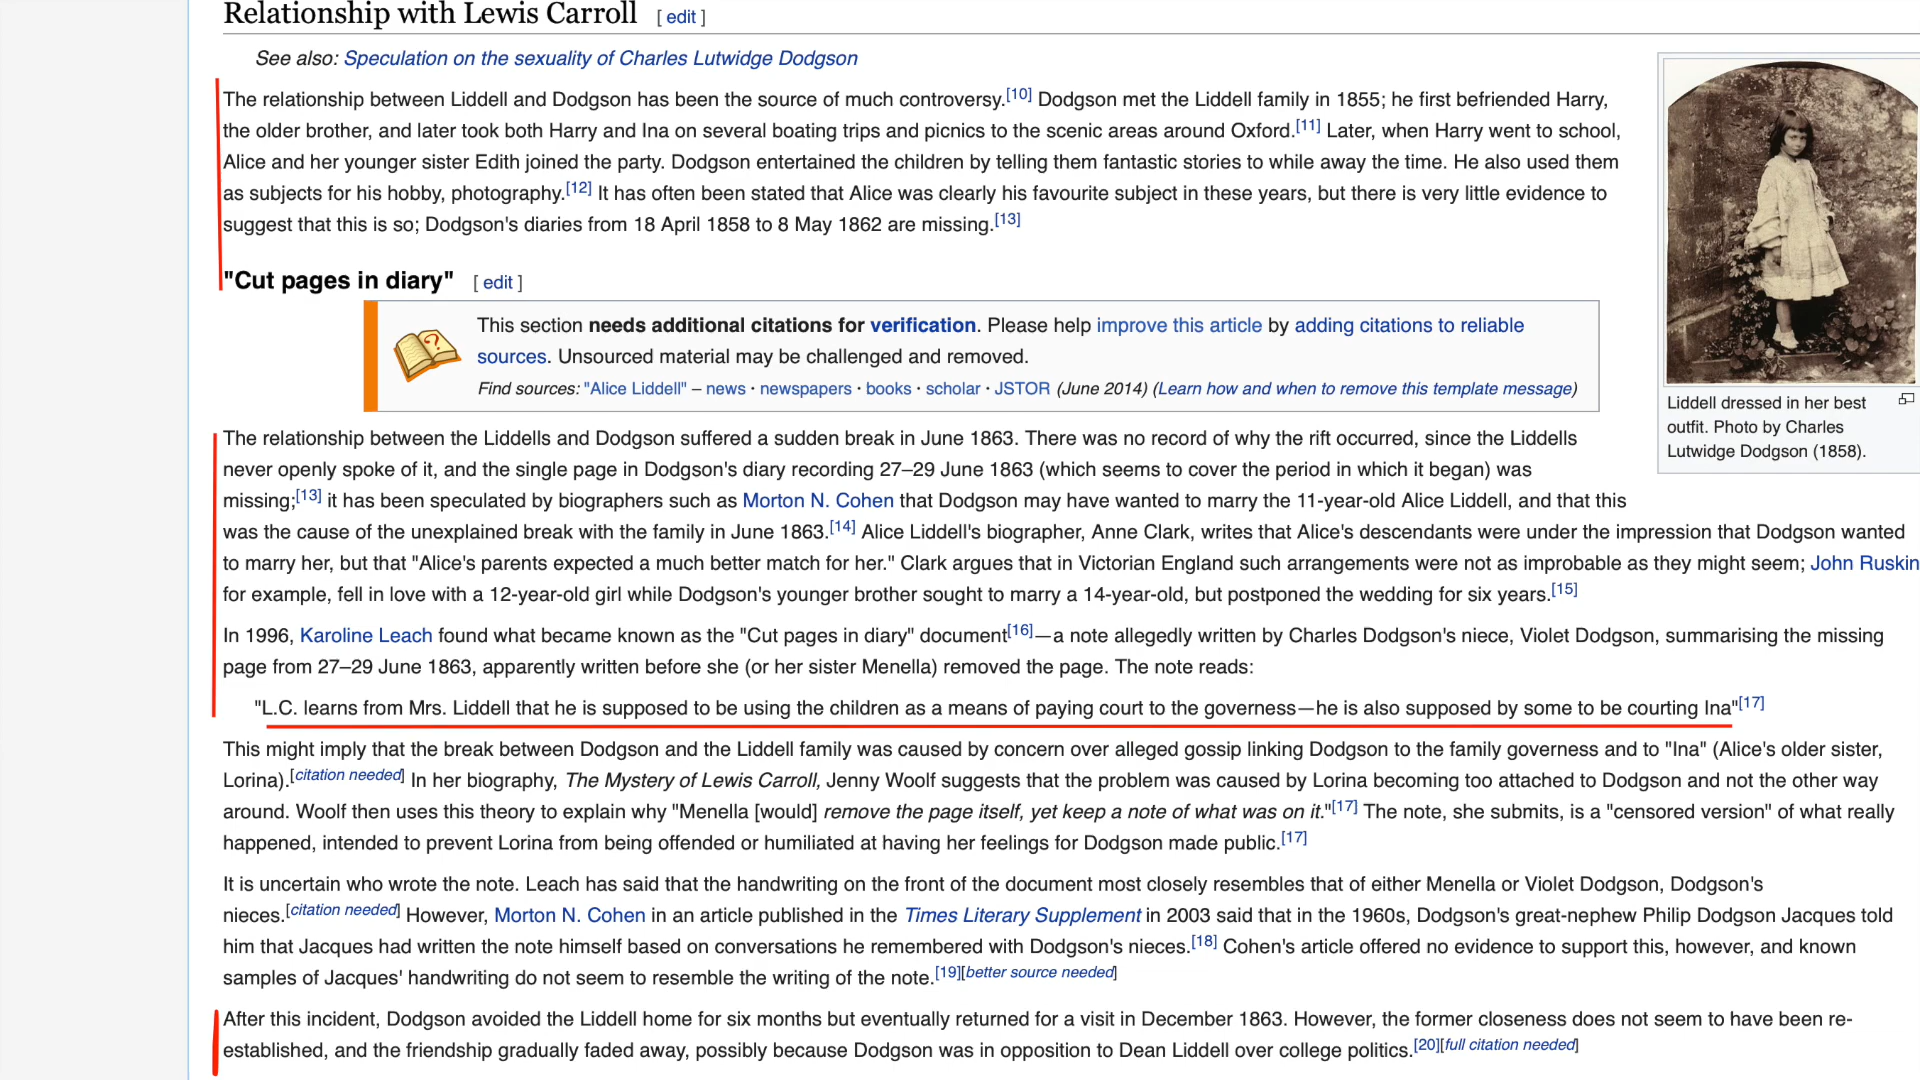 Relationship with Lewis Carroll [ edit ]
See also: Speculation on the sexuality of Charles Lutwidge Dodgson
The relationship between Liddell and Dodgson has been the source of much controversy.[10] Dodgson met the Liddell family in 1855; he first befriended Harry,
the older brother, and later took both Harry and Ina on several boating trips and picnics to the scenic areas around Oxford.[11] Later, when Harry went to school,
Alice and her younger sister Edith joined the party. Dodgson entertained the children by telling them fantastic stories to while away the time. He also used them
as subjects for his hobby, photography.[12] It has often been stated that Alice was clearly his favourite subject in these years, but there is very little evidence to
suggest that this is so; Dodgson's diaries from 18 April 1858 to 8 May 1862 are missing.[13]
Liddell dressed in her best
outfit. Photo by Charles
Lutwidge Dodgson (1858).
"Cut pages in diary" [ edit ]
This section needs additional citations for verification. Please help improve this article by adding citations to reliable
sources. Unsourced material may be challenged and removed.
Find sources: "Alice Liddell" – news · newspapers · books · scholar · JSTOR (June 2014) (Learn how and when to remove this template message)
The relationship between the Liddells and Dodgson suffered a sudden break in June 1863. There was no record of why the rift occurred, since the Liddells
never openly spoke of it, and the single page in Dodgson's diary recording 27–29 June 1863 (which seems to cover the period in which it began) was
missing;[13] it has been speculated by biographers such as Morton N. Cohen that Dodgson may have wanted to marry the 11-year-old Alice Liddell, and that this
was the cause of the unexplained break with the family in June 1863.[14] Alice Liddell's biographer, Anne Clark, writes that Alice's descendants were under the impression that Dodgson wanted
to marry her, but that "Alice's parents expected a much better match for her." Clark argues that in Victorian England such arrangements were not as improbable as they might seem; John Ruskin
for example, fell in love with a 12-year-old girl while Dodgson's younger brother sought to marry a 14-year-old, but postponed the wedding for six years.[15]
In 1996, Karoline Leach found what became known as the "Cut pages in diary" document[16]—a note allegedly written by Charles Dodgson's niece, Violet Dodgson, summarising the missing
page from 27–29 June 1863, apparently written before she (or her sister Menella) removed the page. The note reads:
"L.C. learns from Mrs. Liddell that he is supposed to be using the children as a means of paying court to the governess—he is also supposed by some to be courting Ina"[17]
This might imply that the break between Dodgson and the Liddell family was caused by concern over alleged gossip linking Dodgson to the family governess and to "Ina" (Alice's older sister,
Lorina).[citation needed] In her biography, The Mystery of Lewis Carroll, Jenny Woolf suggests that the problem was caused by Lorina becoming too attached to Dodgson and not the other way
around. Woolf then uses this theory to explain why "Menella [would] remove the page itself, yet keep a note of what was on it."[17] The note, she submits, is a "censored version" of what really
happened, intended to prevent Lorina from being offended or humiliated at having her feelings for Dodgson made public.[17]
It is uncertain who wrote the note. Leach has said that the handwriting on the front of the document most closely resembles that of either Menella or Violet Dodgson, Dodgson's
nieces.[citation needed] However, Morton N. Cohen in an article published in the Times Literary Supplement in 2003 said that in the 1960s, Dodgson's great-nephew Philip Dodgson Jacques told
him that Jacques had written the note himself based on conversations he remembered with Dodgson's nieces.[18] Cohen's article offered no evidence to support this, however, and known
samples of Jacques' handwriting do not seem to resemble the writing of the note.[19][better source needed]
After this incident, Dodgson avoided the Liddell home for six months but eventually returned for a visit in December 1863. However, the former closeness does not seem to have been re-
established, and the friendship gradually faded away, possibly because Dodgson was in opposition to Dean Liddell over college politics.[20][full citation needed]